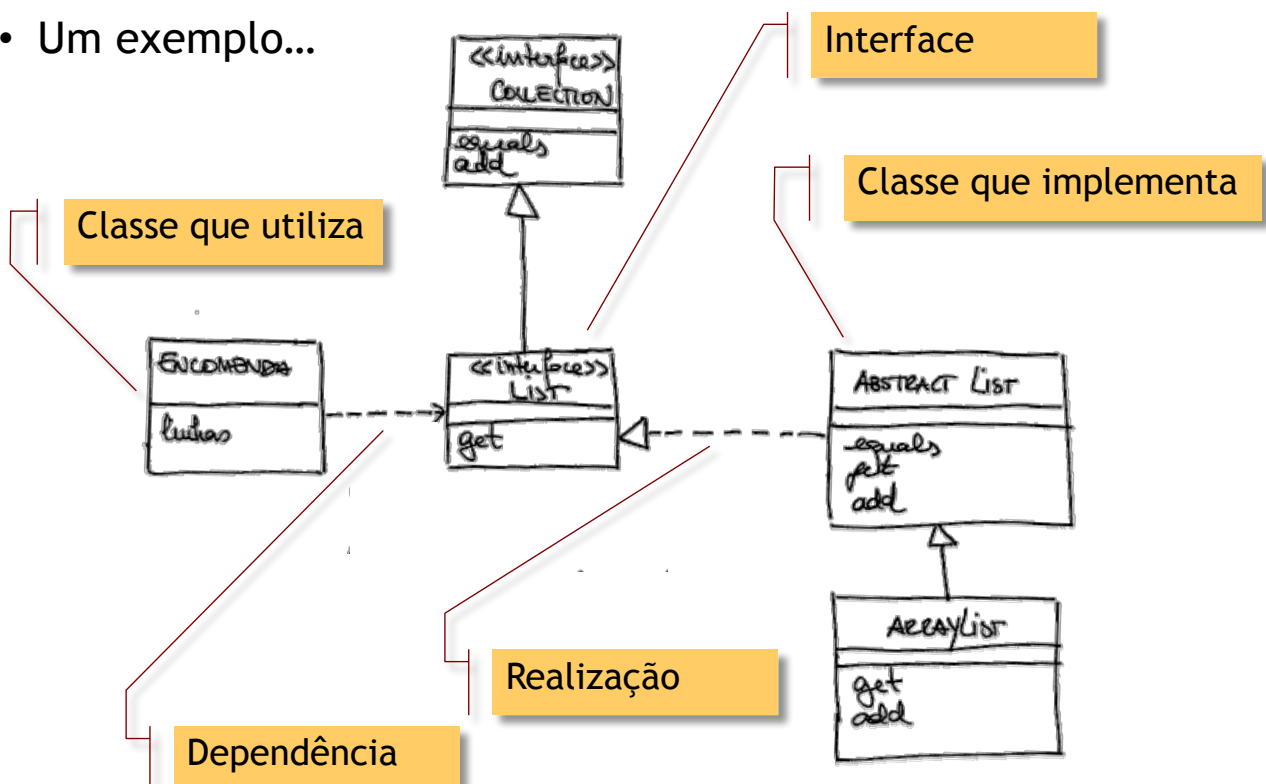 • Um exemplo…
<<interface>>
COLLECTION
equals
add
Interface
Classe que implementa
Classe que utiliza
ENCOMENDA
linhas
<<interface>>
LIST
get
ABSTRACT LIST
equals
get
add
ARRAYLIST
get
add
Realização
Dependência